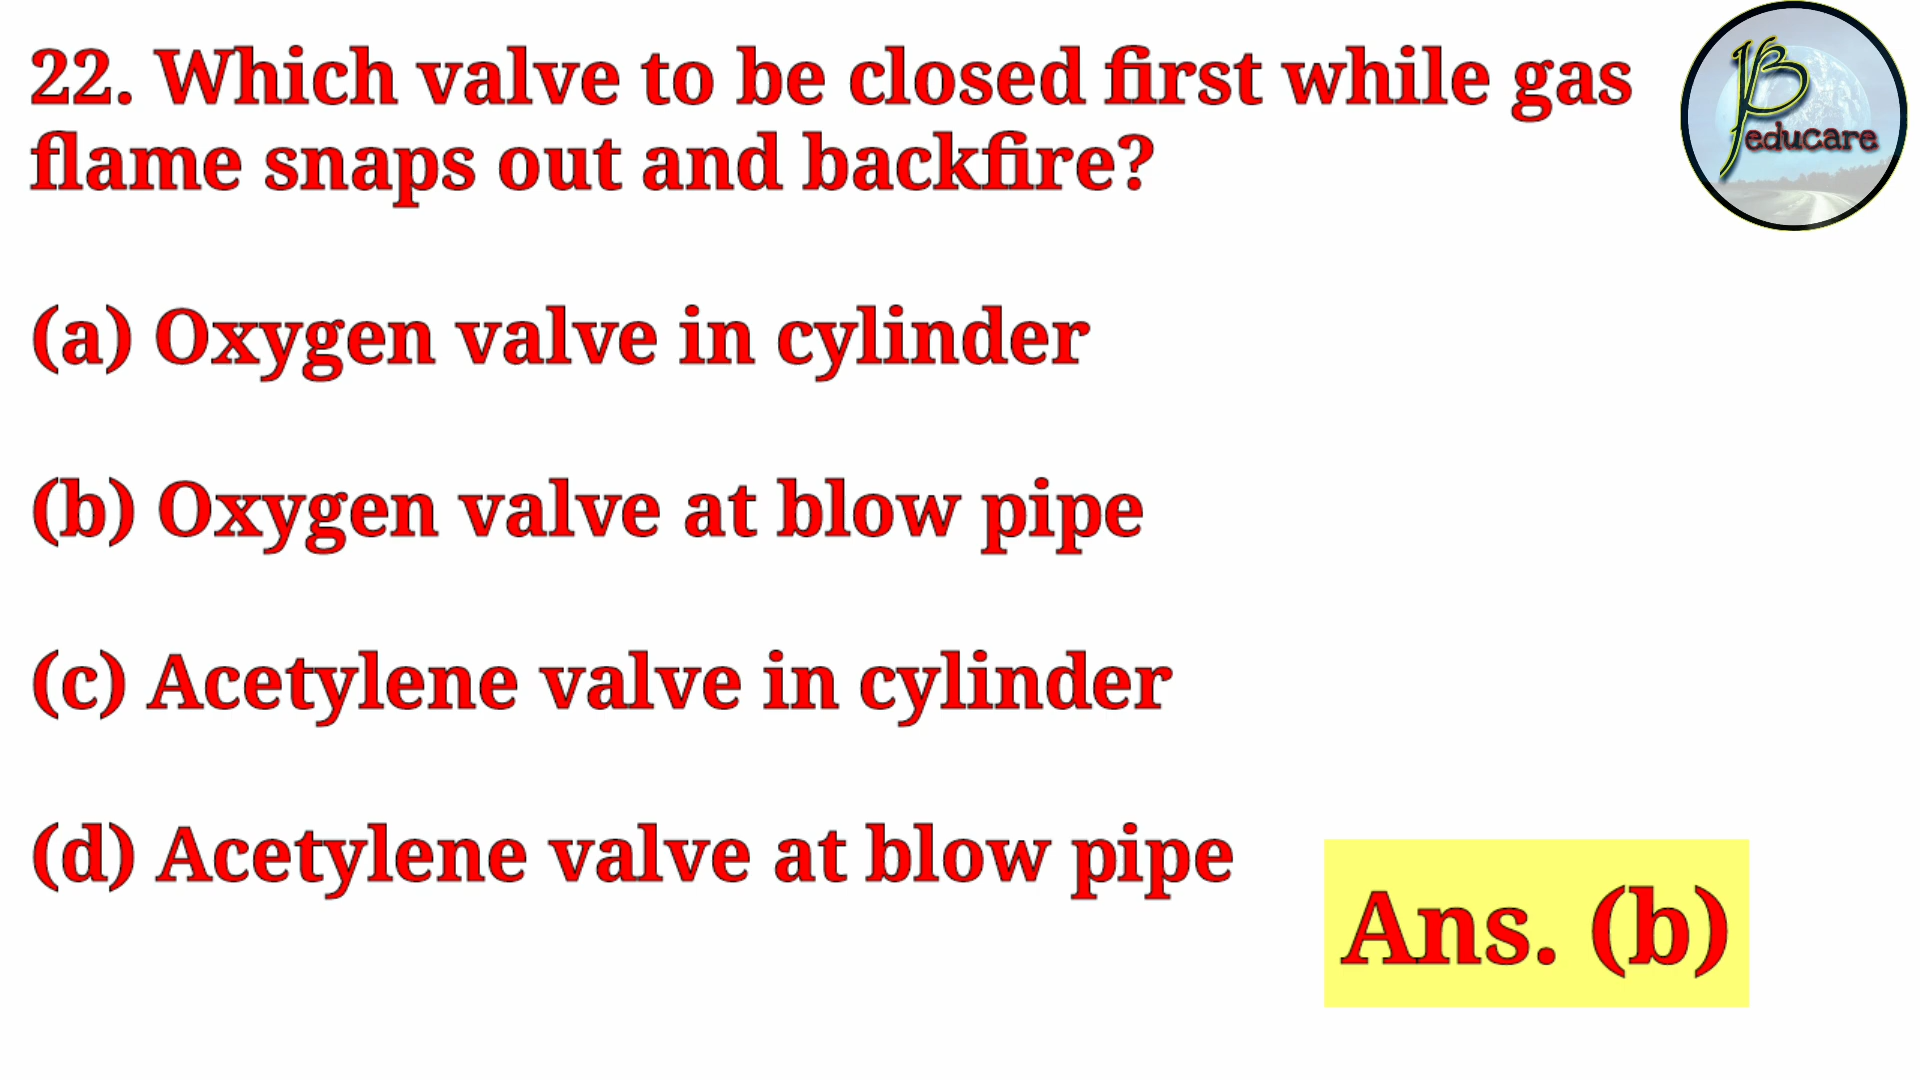 22. Which valve to be closed first while gas
flame snaps out and backfire?
(a) Oxygen valve in cylinder
(b) Oxygen valve at blow pipe
(c) Acetylene valve in cylinder
(d) Acetylene valve at blow pipe
Ans. (b)
educare